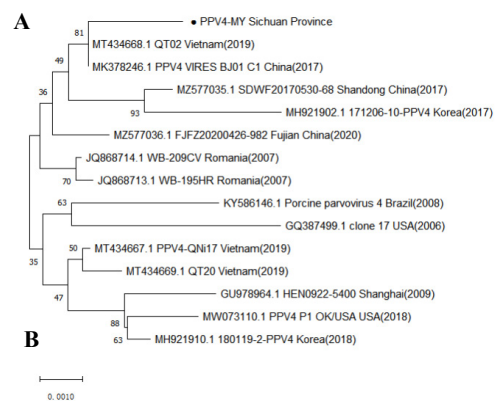 A
PPV4-MY Sichuan Province
81
MT434668.1 QT02 Vietnam(2019)
49
MK378246.1 PPV4 VIRES BJ01 C1 China(2017)
36
MZ577035.1 SDWF20170530-68 Shandong China(2017)
93
MH921902.1 171206-10-PPV4 Korea(2017)
MZ577036.1 FJFZ20200426-982 Fujian China(2020)
JQ868714.1 WB-209CV Romania(2007)
70
JQ868713.1 WB-195HR Romania(2007)
63
KY586146.1 Porcine parvovirus 4 Brazil(2008)
GQ387499.1 clone 17 USA(2006)
35
50
MT434667.1 PPV4-QNi17 Vietnam(2019)
MT434669.1 QT20 Vietnam(2019)
47
GU978964.1 HEN0922-5400 Shanghai(2009)
88
MW073110.1 PPV4 P1 OK/USA USA(2018)
63
MH921910.1 180119-2-PPV4 Korea(2018)
B
0.0010